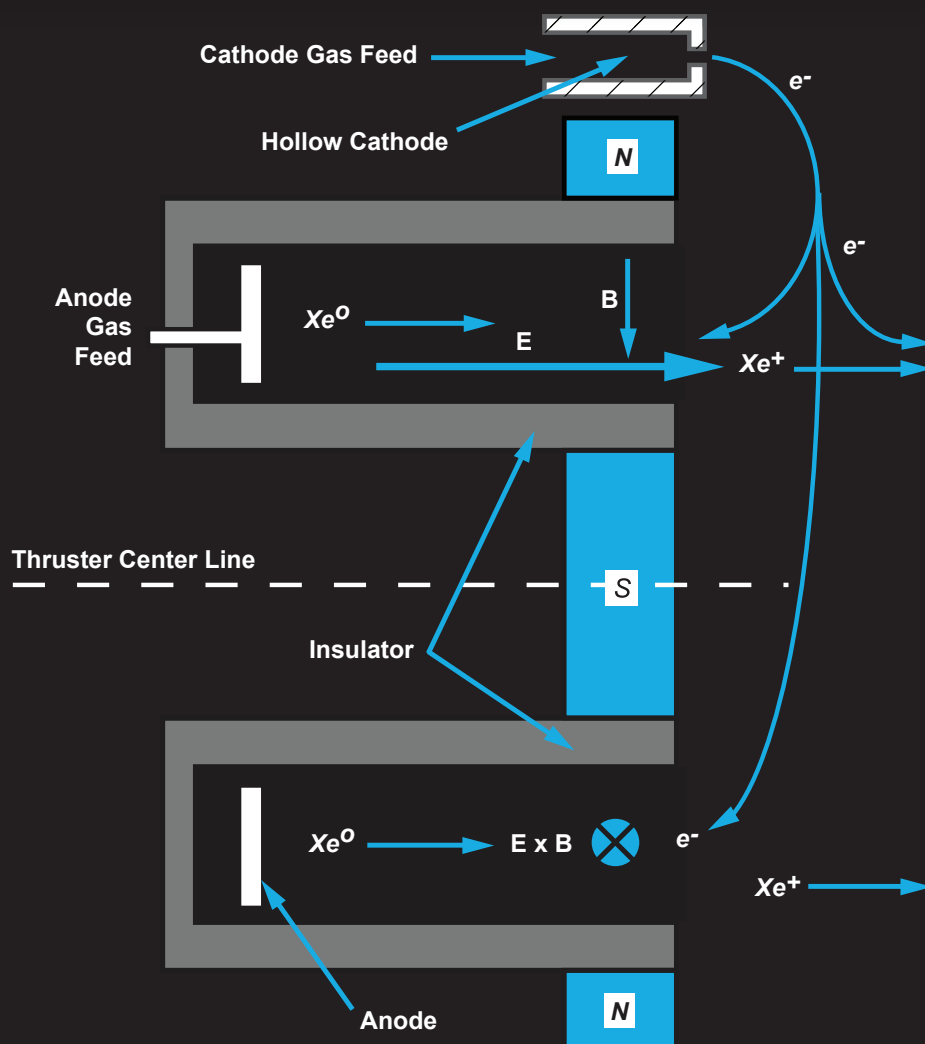 Cathode Gas Feed
e-
Hollow Cathode
N
e-
Anode
Gas
Feed
Xeº
B
E
Xe⁺
Thruster Center Line
S
Insulator
Xeº
E x B
e-
Xe⁺
Anode
N